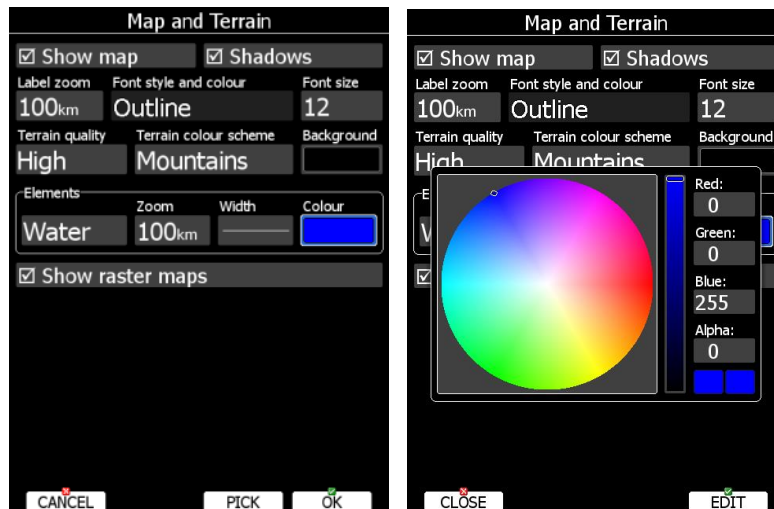 Map and Terrain
Show map Shadows
Label zoom Font style and colour Font size
100km Outline 12
Terrain quality Terrain colour scheme Background
High Mountains
Elements
Zoom Width Colour
Water 100km
Show raster maps
CANCEL PICK OK
Map and Terrain
Show map Shadows
Label zoom Font style and colour Font size
100km Outline 12
Terrain quality Terrain colour scheme Background
High Mountains
Red:
0
Green:
0
Blue:
255
Alpha:
0
CLOSE EDIT